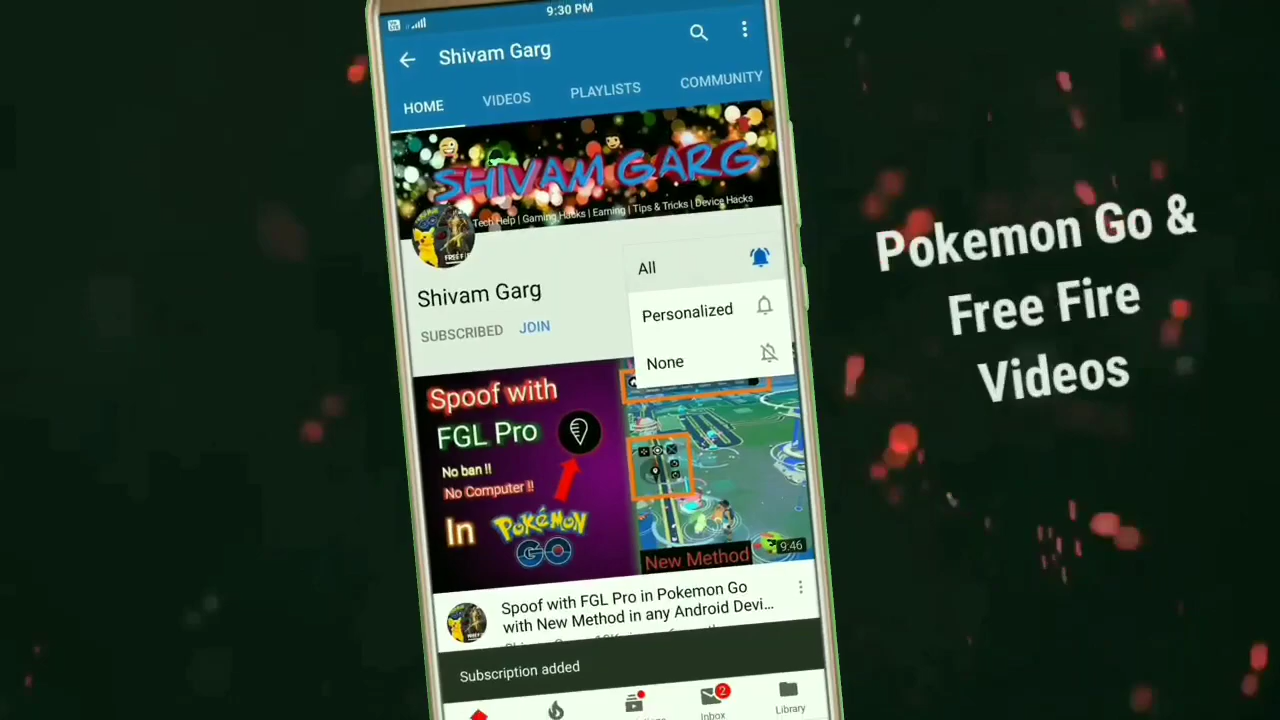 9:30 PM
Shivam Garg
HOME
VIDEOS
PLAYLISTS
COMMUNITY
SHIVAM GARG
Tech Help | Gaming Hacks | Earning | Tips & Tricks | Device Hacks
FREE F
Shivam Garg
SUBSCRIBED
JOIN
All
Personalized
None
Spoof with
FGL Pro
No ban !!
No Computer !!
In
POKÉMON
GO
New Method
9:46
Spoof with FGL Pro in Pokemon Go
with New Method in any Android Devi...
Subscription added
2
Inbox
Library
Pokemon Go &
Free Fire
Videos